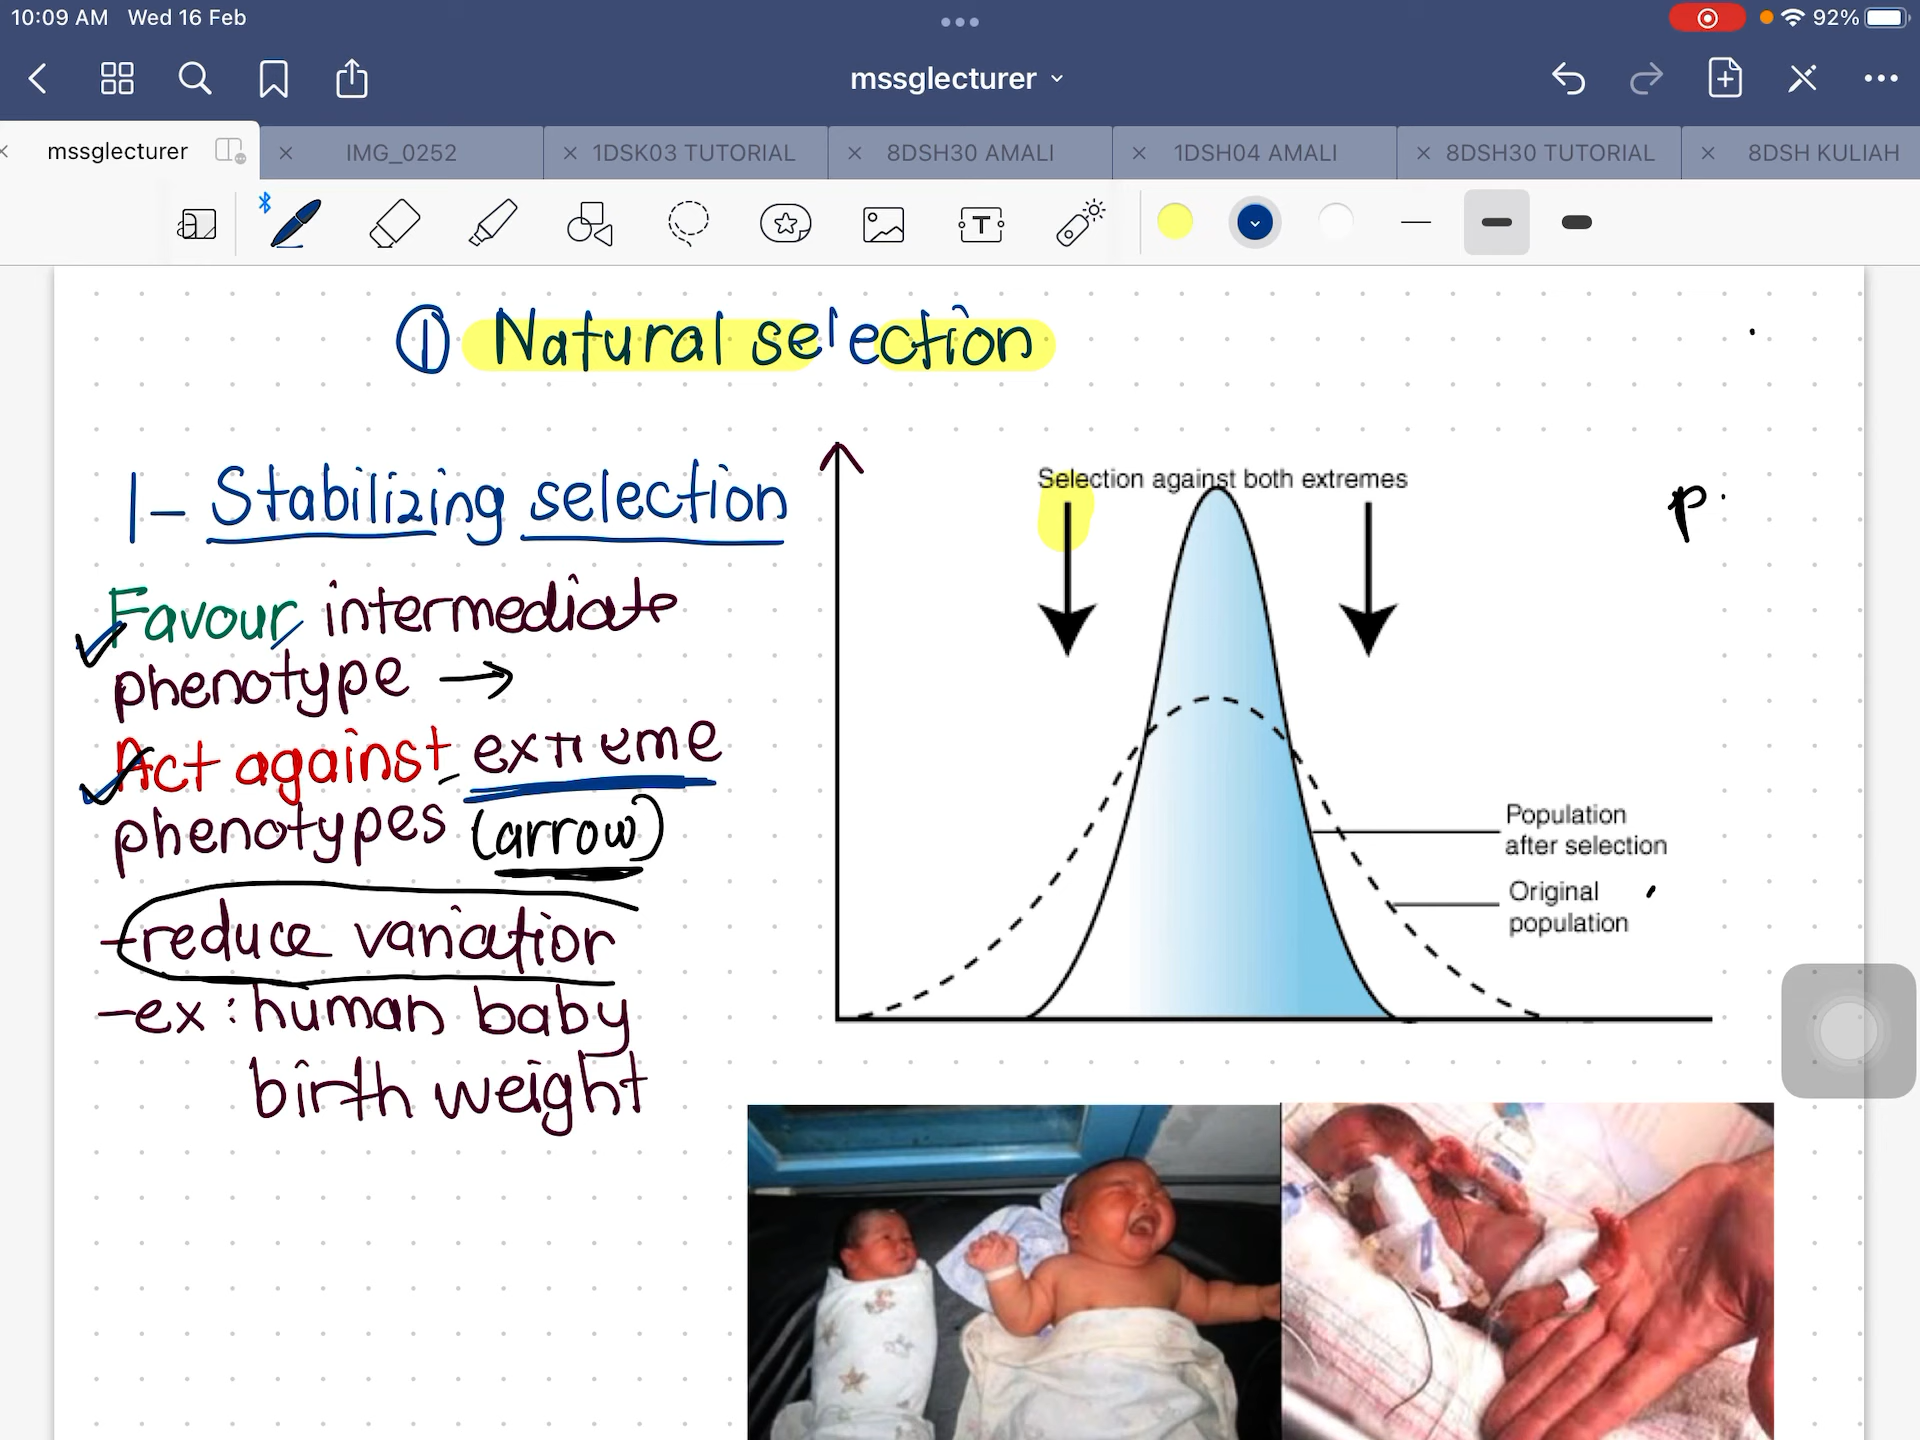 10:09 AM Wed 16 Feb
92%
mssglecturer
mssglecturer
IMG_0252
1DSK03 TUTORIAL
8DSH30 AMALI
1DSH04 AMALI
8DSH30 TUTORIAL
8DSH KULIAH
① Natural selection
1- Stabilizing selection
Favour intermediate
phenotype →
Act against extreme
phenotypes (arrow)
-reduce variation
-ex: human baby
birth weight
Selection against both extremes
p
Population
after selection
Original
population